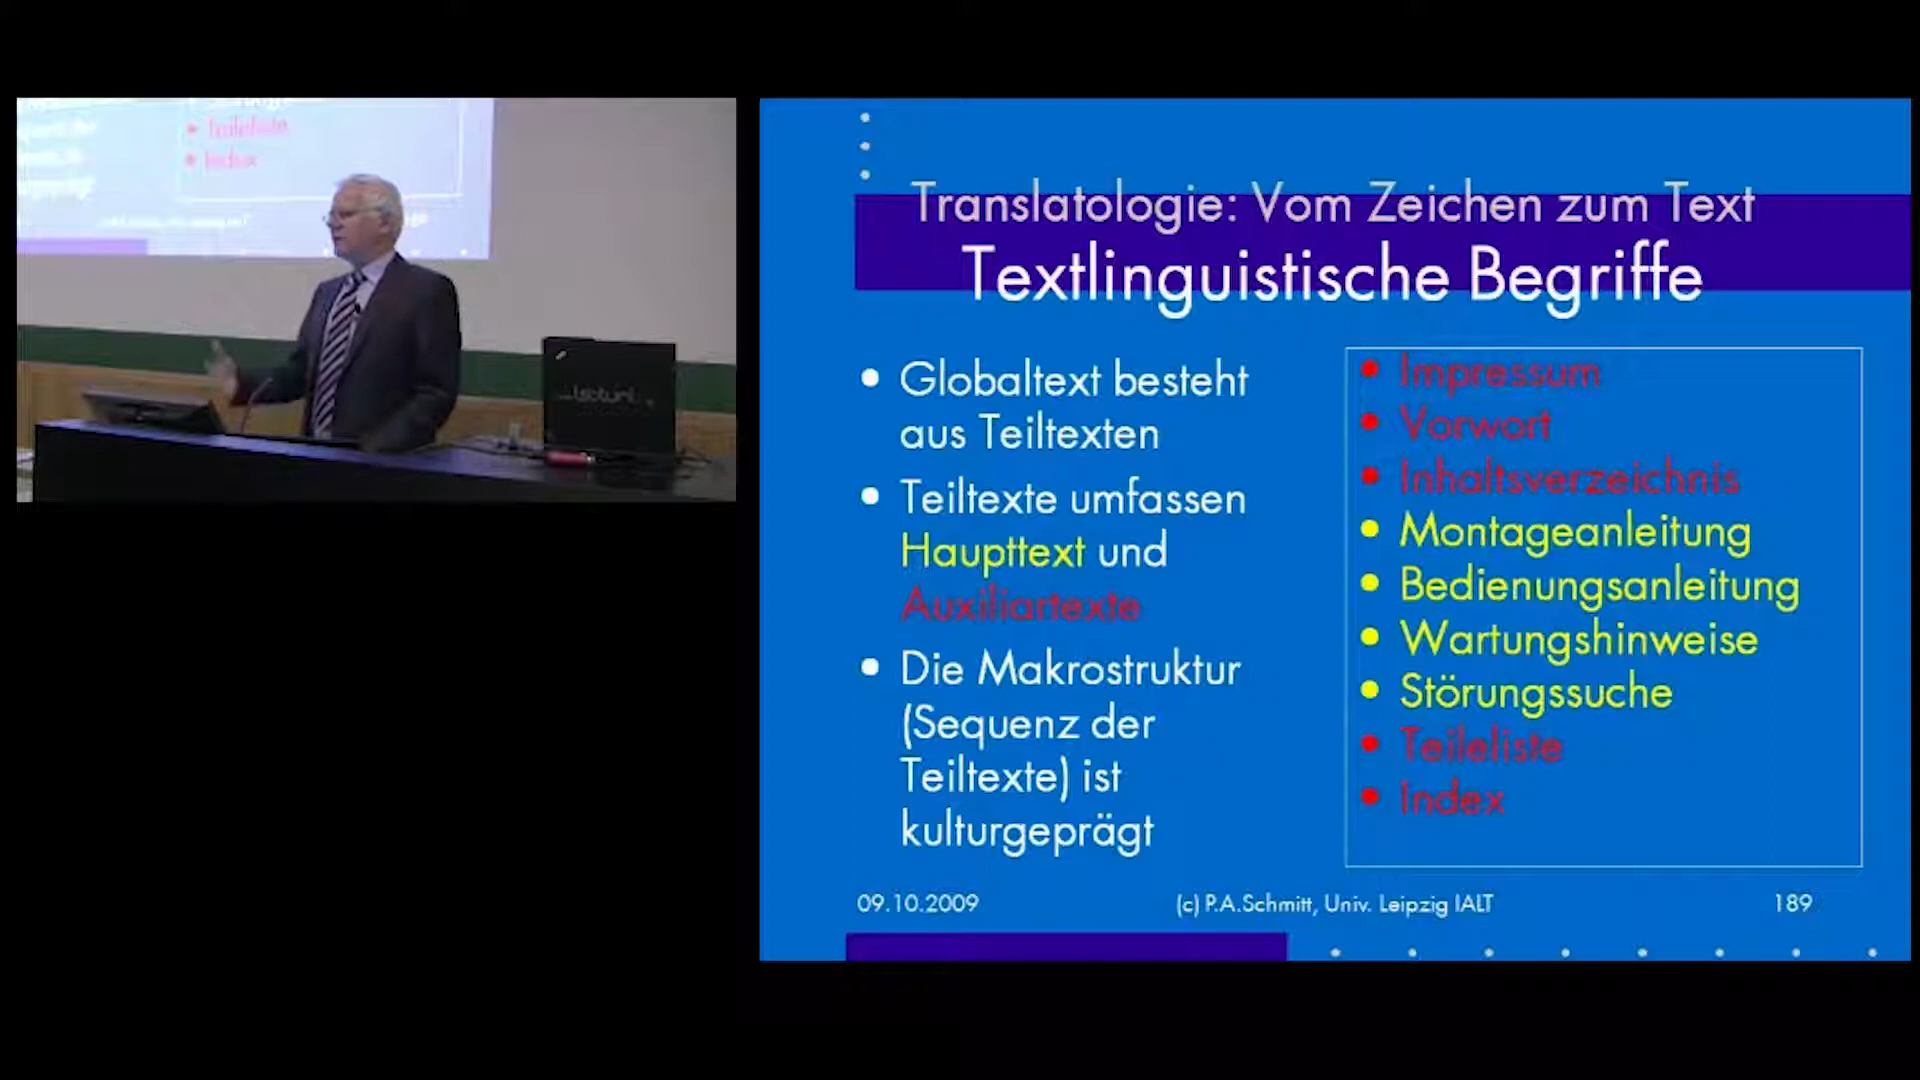 Teileliste
Index
Translatologie: Vom Zeichen zum Text
Textlinguistische Begriffe
• Globaltext besteht
aus Teiltexten
• Teiltexte umfassen
Haupttext und
Auxiliartexte
• Die Makrostruktur
(Sequenz der
Teiltexte) ist
kulturgeprägt
• Impressum
• Vorwort
• Inhaltsverzeichnis
• Montageanleitung
• Bedienungsanleitung
• Wartungshinweise
• Störungssuche
• Teileliste
• Index
09.10.2009
(c) P.A.Schmitt, Univ. Leipzig IALT
189